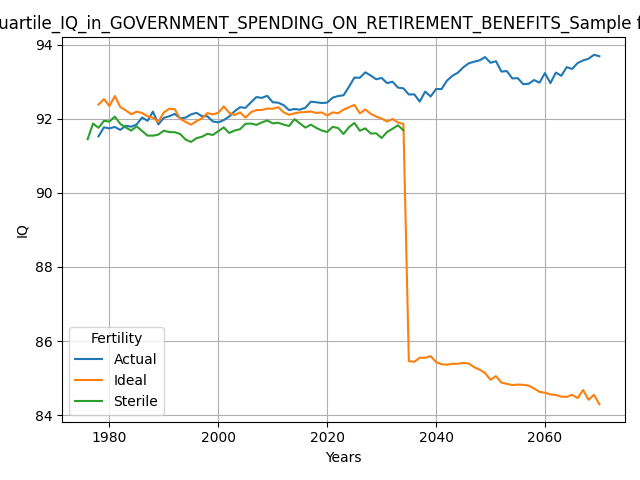 uartile_IQ_in_GOVERNMENT_SPENDING_ON_RETIREMENT_BENEFITS_Sample f
94
92
90
88
86
84
IQ
Fertility
Actual
Ideal
Sterile
1980
2000
2020
2040
2060
Years